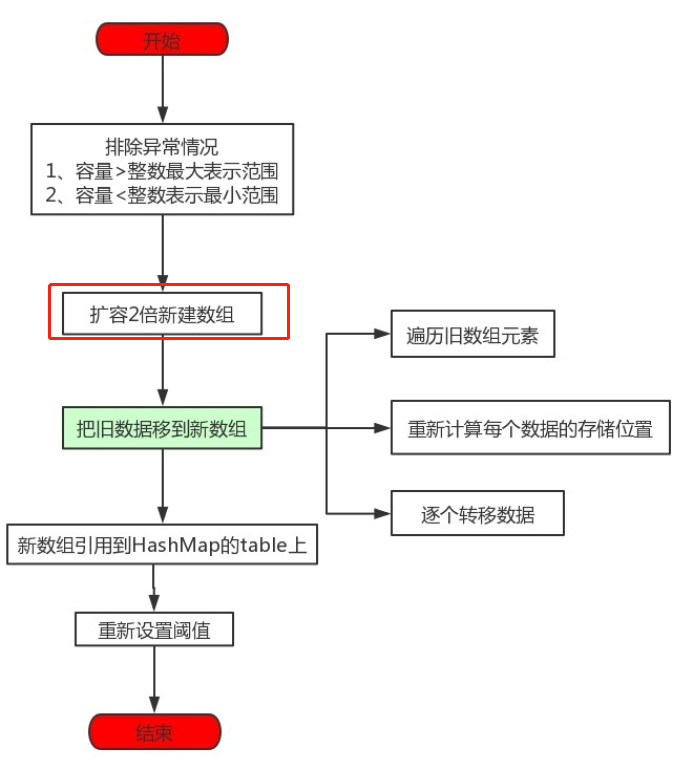 开始
排除异常情况
1、容量>整数最大表示范围
2、容量<整数表示最小范围
扩容2倍新建数组
遍历旧数组元素
把旧数据移到新数组
重新计算每个数据的存储位置
逐个转移数据
新数组引用到HashMap的table上
重新设置阈值
结束